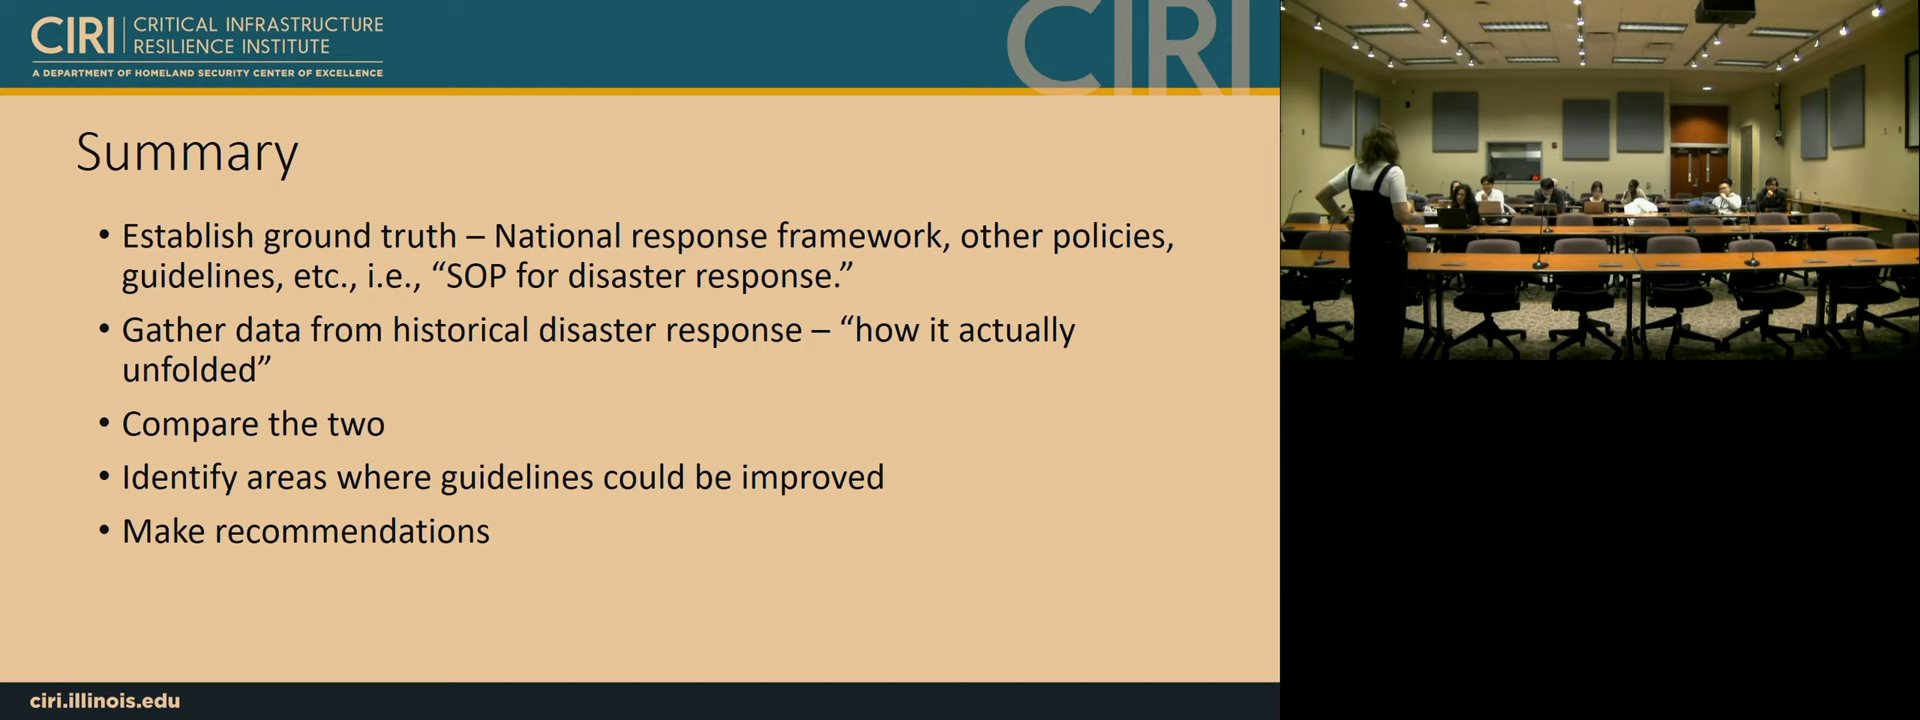 CIRI
CRITICAL INFRASTRUCTURE
RESILIENCE INSTITUTE
A DEPARTMENT OF HOMELAND SECURITY CENTER OF EXCELLENCE
CIRI
Summary
• Establish ground truth – National response framework, other policies,
guidelines, etc., i.e., “SOP for disaster response.”
• Gather data from historical disaster response – “how it actually
unfolded”
• Compare the two
• Identify areas where guidelines could be improved
• Make recommendations
ciri.illinois.edu